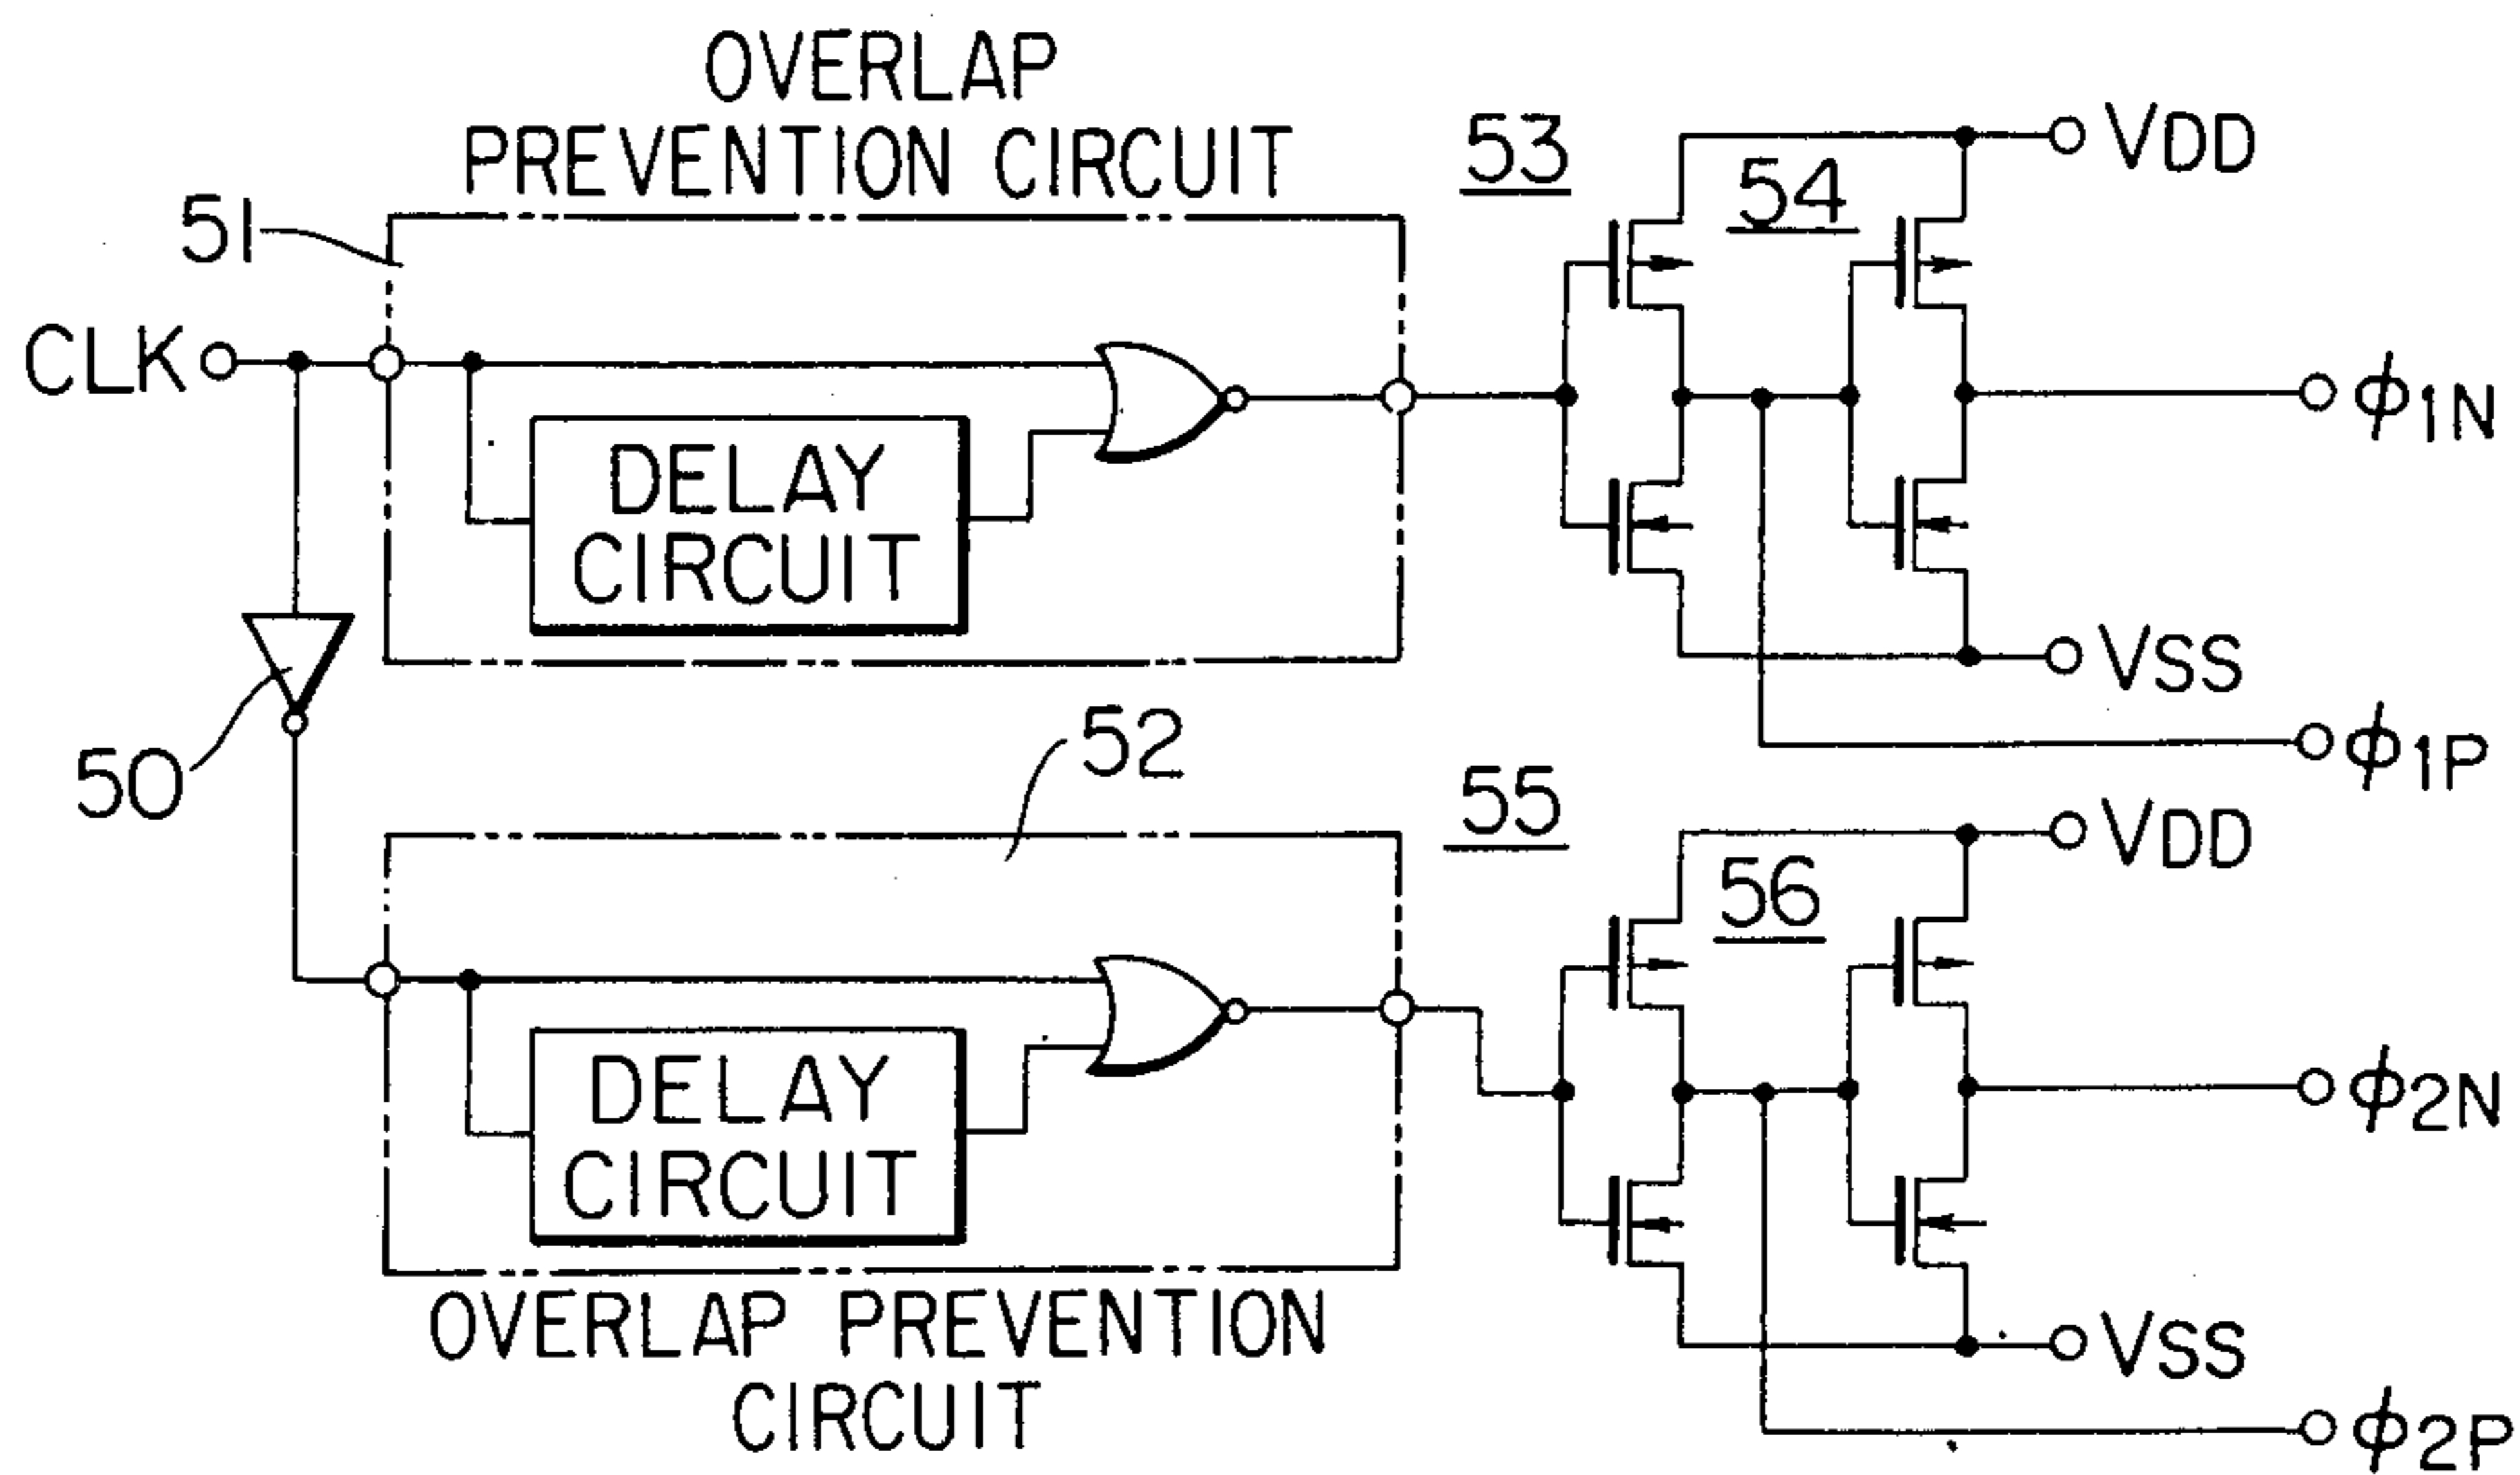 OVERLAP
PREVENTION CIRCUIT
53
VDD
54
51
CLK
DELAY
CIRCUIT
ϕ1N
VSS
50
52
ϕ1P
55
VDD
56
DELAY
CIRCUIT
ϕ2N
VSS
OVERLAP PREVENTION
CIRCUIT
ϕ2P